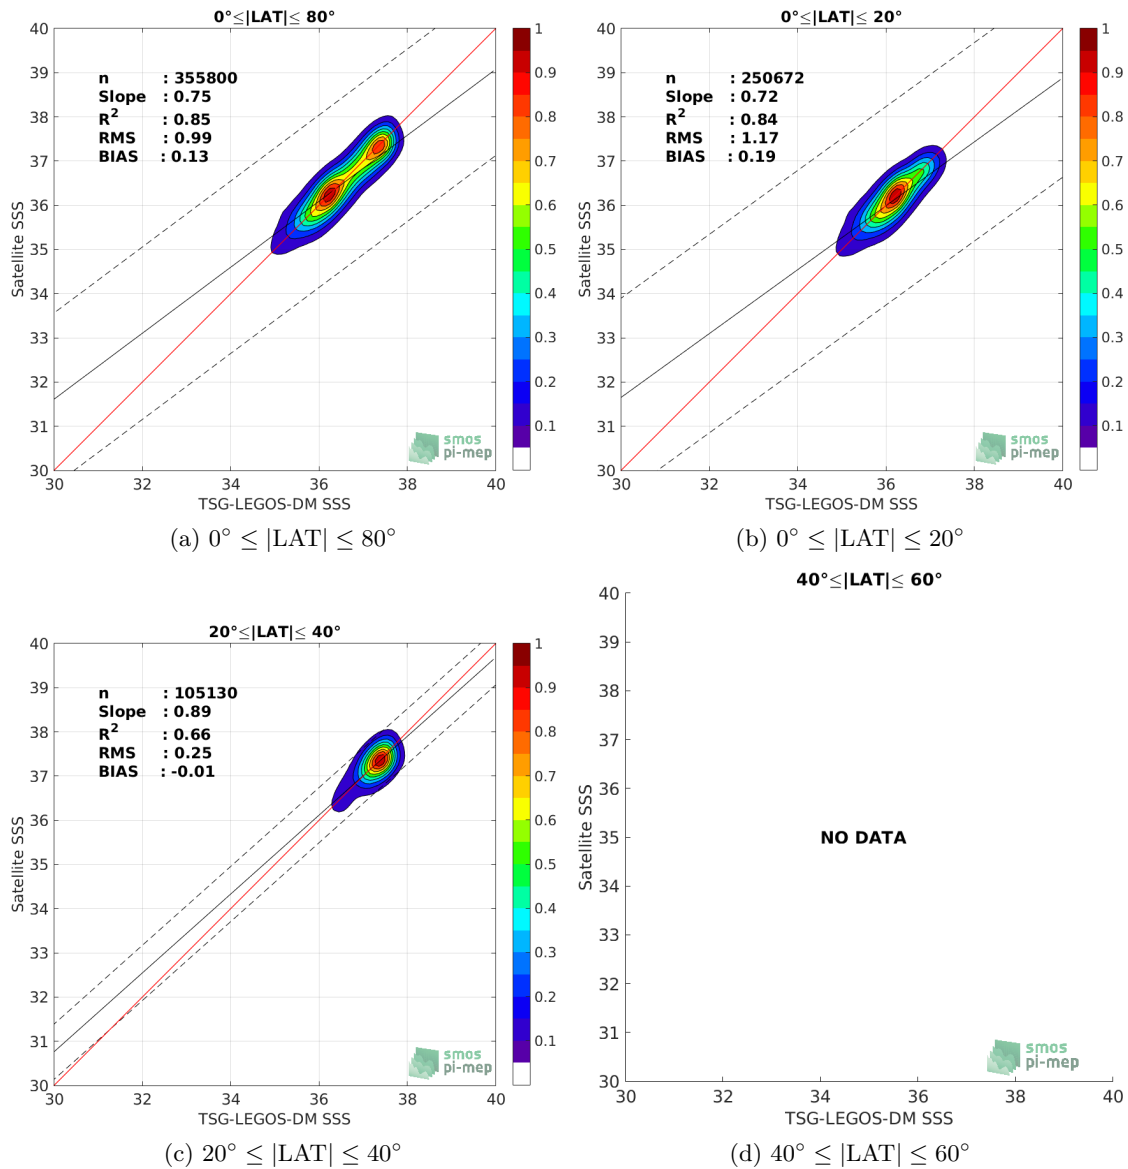 0°≤|LAT|≤ 80°
40
39
38
37
36
35
34
33
32
31
30
Satellite SSS
n : 355800
Slope : 0.75
R2 : 0.85
RMS : 0.99
BIAS : 0.13
smos
pi-mep
30 32 34 36 38 40
TSG-LEGOS-DM SSS
1
0.9
0.8
0.7
0.6
0.5
0.4
0.3
0.2
0.1
(a) 0° ≤ |LAT| ≤ 80°
0°≤|LAT|≤ 20°
40
39
38
37
36
35
34
33
32
31
30
Satellite SSS
n : 250672
Slope : 0.72
R2 : 0.84
RMS : 1.17
BIAS : 0.19
smos
pi-mep
30 32 34 36 38 40
TSG-LEGOS-DM SSS
1
0.9
0.8
0.7
0.6
0.5
0.4
0.3
0.2
0.1
(b) 0° ≤ |LAT| ≤ 20°
20°≤|LAT|≤ 40°
40
39
38
37
36
35
34
33
32
31
30
Satellite SSS
n : 105130
Slope : 0.89
R2 : 0.66
RMS : 0.25
BIAS : -0.01
smos
pi-mep
30 32 34 36 38 40
TSG-LEGOS-DM SSS
1
0.9
0.8
0.7
0.6
0.5
0.4
0.3
0.2
0.1
(c) 20° ≤ |LAT| ≤ 40°
40°≤|LAT|≤ 60°
40
39
38
37
36
35
34
33
32
31
30
Satellite SSS
NO DATA
smos
pi-mep
30 32 34 36 38 40
TSG-LEGOS-DM SSS
(d) 40° ≤ |LAT| ≤ 60°